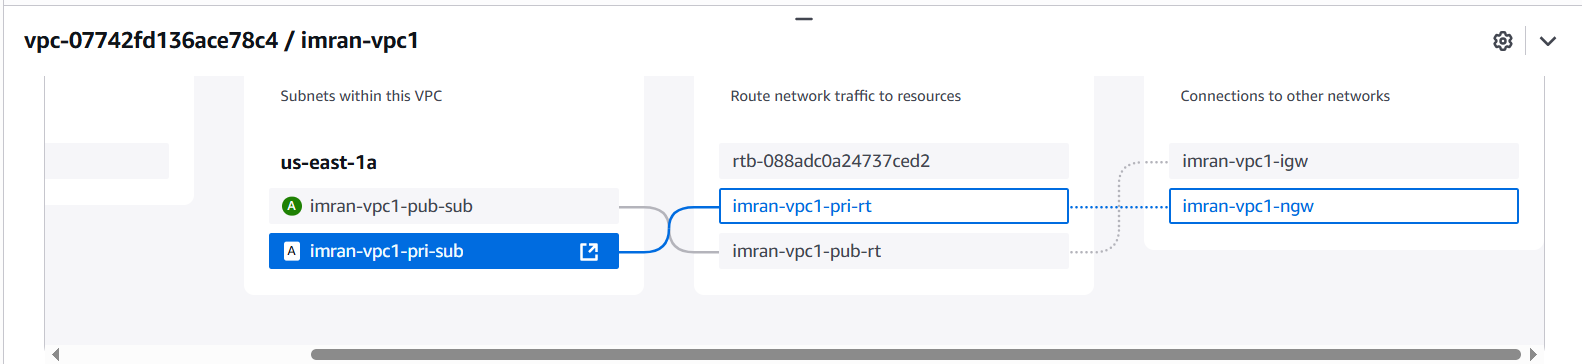 vpc-07742fd136ace78c4 / imran-vpc1
Subnets within this VPC
us-east-1a
A imran-vpc1-pub-sub
A imran-vpc1-pri-sub
Route network traffic to resources
rtb-088adc0a24737ced2
imran-vpc1-pri-rt
imran-vpc1-pub-rt
Connections to other networks
imran-vpc1-igw
imran-vpc1-ngw